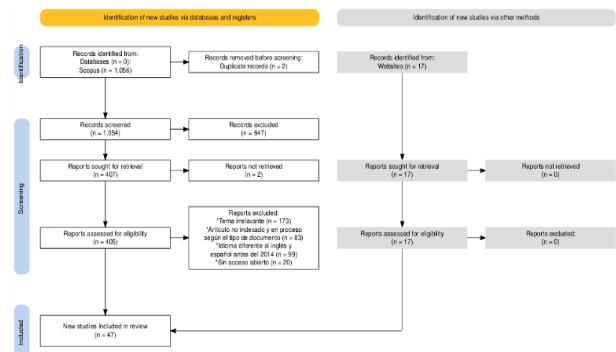 Identification of new studies via databases and registers
Identification of new studies via other methods
Identification
Records identified from:
Databases (n = 0):
Scopus (n = 1,056)
Records removed before screening:
Duplicate records (n = 2)
Records identified from:
Websites (n = 17)
Screening
Records screened
(n = 1,054)
Records excluded
(n = 647)
Reports sought for retrieval
(n = 407)
Reports not retrieved
(n = 2)
Reports sought for retrieval
(n = 17)
Reports not retrieved
(n = 0)
Reports assessed for eligibility
(n = 405)
Reports excluded:
*Tema irrelavante (n = 173)
*Artículo no indexado y en proceso
según el tipo de documento (n = 83)
*Idioma diferente al inglés y
español antes del 2014 (n = 99)
*Sin acceso abierto (n = 20)
Reports assessed for eligibility
(n = 17)
Reports excluded:
(n = 0)
Included
New studies included in review
(n = 47)